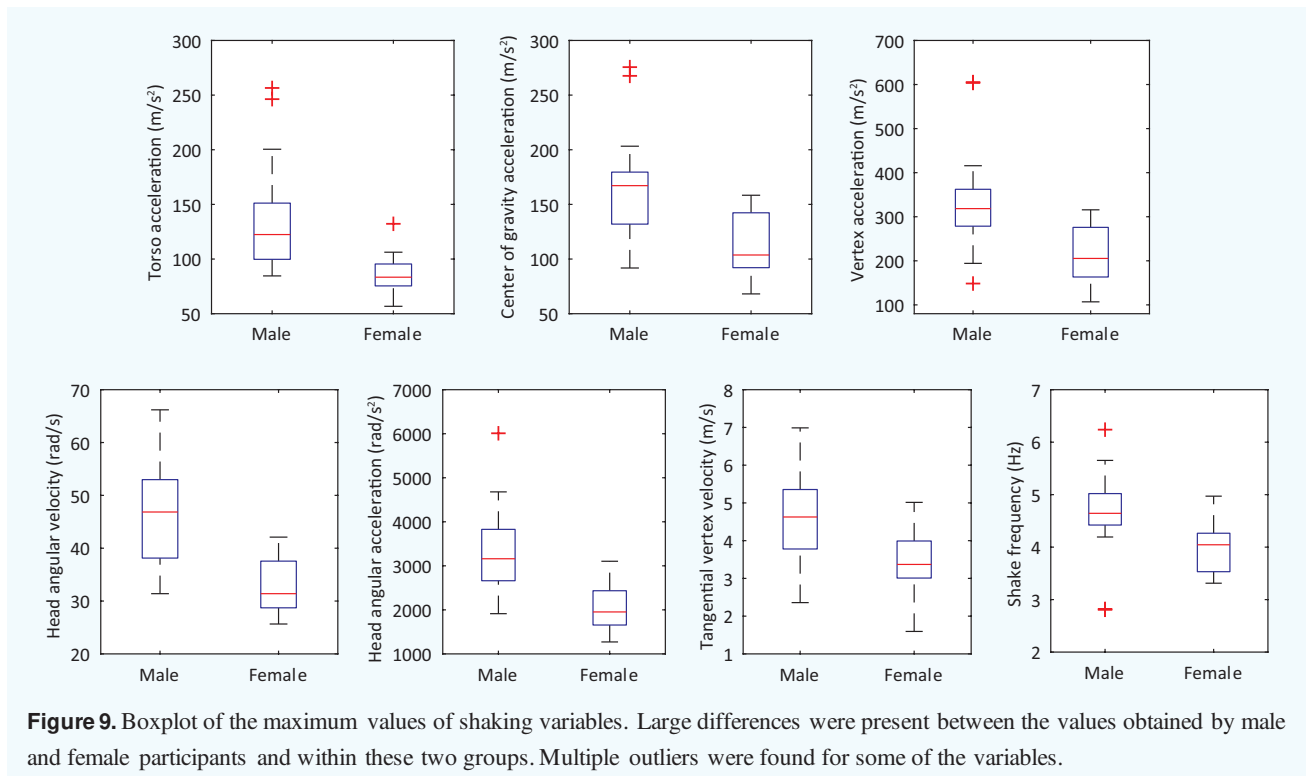 300
250
200
150
100
50
Torso acceleration (m/s²)
Male Female
300
250
200
150
100
50
Center of gravity acceleration (m/s²)
Male Female
700
600
500
400
300
200
100
Vertex acceleration (m/s²)
Male Female
70
60
50
40
30
20
Head angular velocity (rad/s)
Male Female
7000
6000
5000
4000
3000
2000
1000
Head angular acceleration (rad/s²)
Male Female
8
7
6
5
4
3
2
1
Tangential vertex velocity (m/s)
Male Female
7
6
5
4
3
2
Shake frequency (Hz)
Male Female
Figure 9. Boxplot of the maximum values of shaking variables. Large differences were present between the values obtained by male
and female participants and within these two groups. Multiple outliers were found for some of the variables.